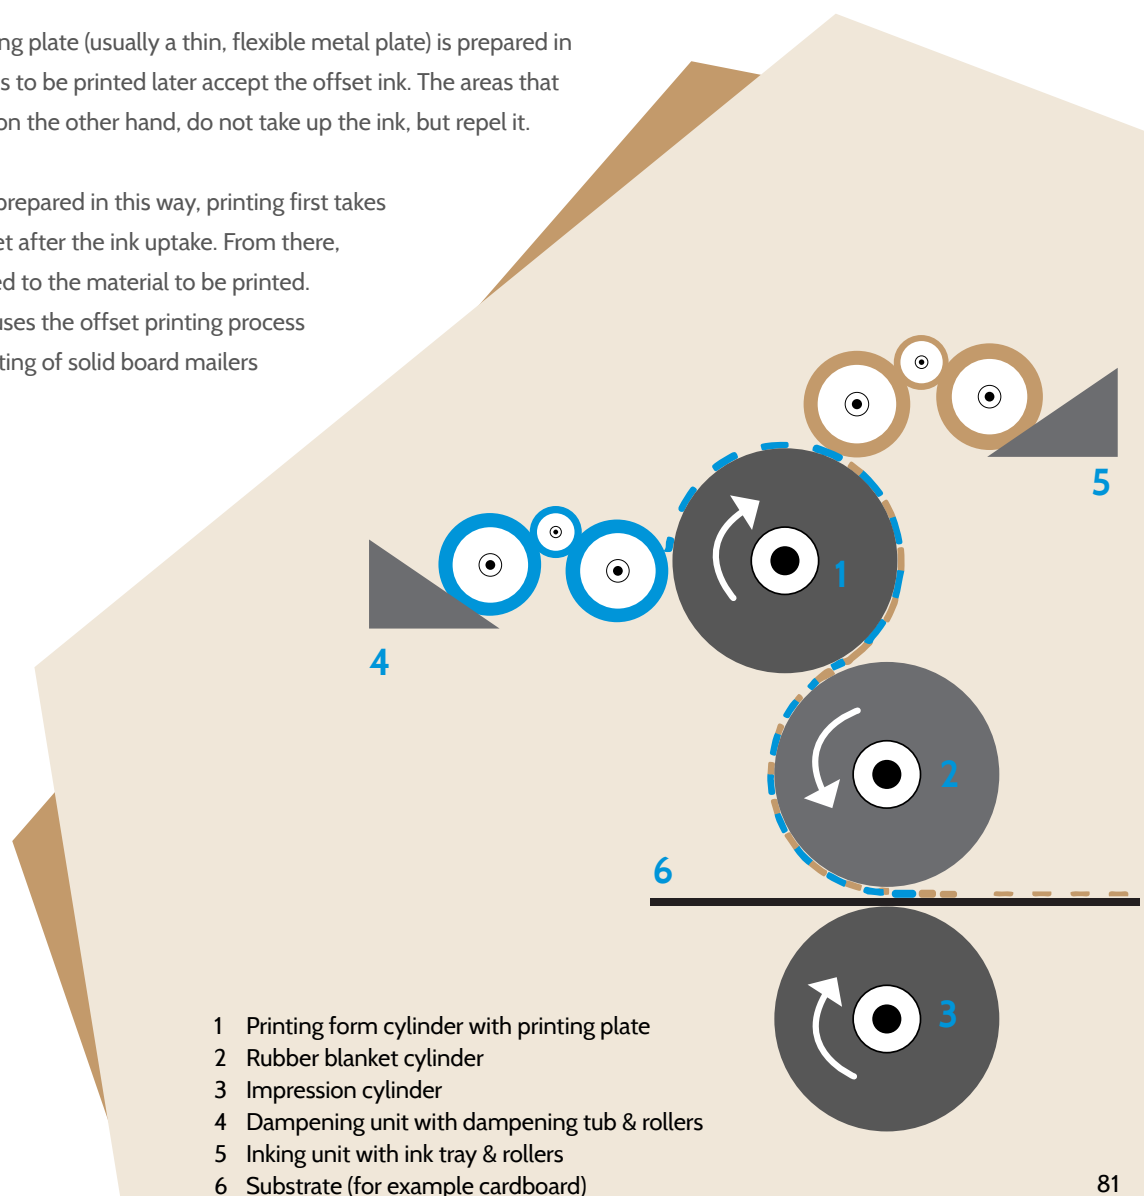 ng plate (usually a thin, flexible metal plate) is prepared in
s to be printed later accept the offset ink. The areas that
on the other hand, do not take up the ink, but repel it.
prepared in this way, printing first takes
et after the ink uptake. From there,
ed to the material to be printed.
uses the offset printing process
ting of solid board mailers
5
1
4
2
6
3
1 Printing form cylinder with printing plate
2 Rubber blanket cylinder
3 Impression cylinder
4 Dampening unit with dampening tub & rollers
5 Inking unit with ink tray & rollers
6 Substrate (for example cardboard)
81